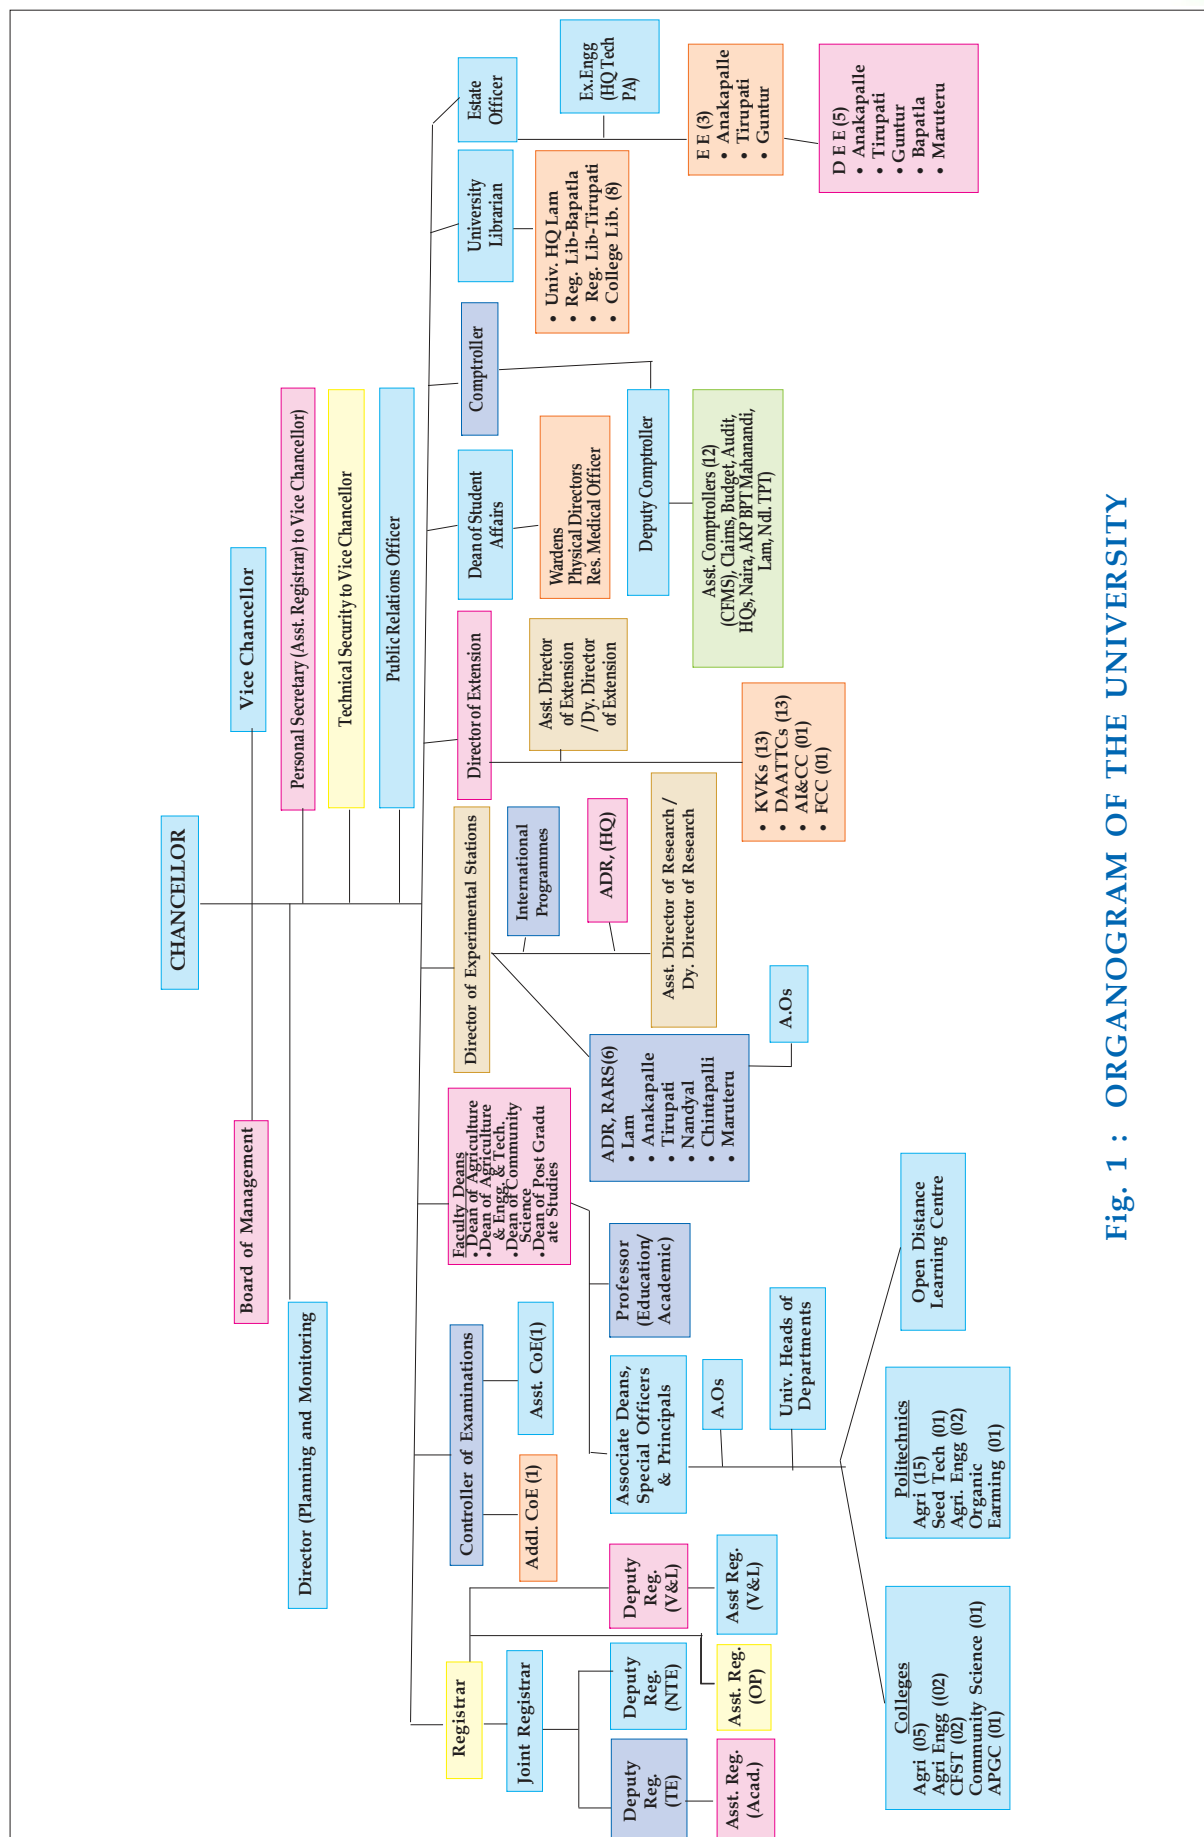 CHANCELLOR
Board of Management
Vice Chancellor
Director (Planning and Monitoring
Personal Secretary (Asst. Registrar) to Vice Chancellor)
Technical Security to Vice Chancellor
Public Relations Officer
Registrar
Controller of Examinations
Faculty Deans
• Dean of Agriculture
• Dean of Agriculture
& Engg. & Tech.
• Dean of Community
Science
• Dean of Post Gradu
ate Studies
Director of Experimental Stations
Director of Extension
Dean of Student
Affairs
Comptroller
University
Librarian
Estate
Officer
Joint Registrar
Addl. CoE (1)
Asst. CoE(1)
International
Programmes
Asst. Director
of Extension
/ Dy. Director
of Extension
Wardens
Physical Directors
Res. Medical Officer
• Univ. HQ Lam
• Reg. Lib-Bapatla
• Reg. Lib-Tirupati
• College Lib. (8)
Ex.Engg
(HQ Tech
PA)
Deputy
Reg.
(TE)
Deputy
Reg.
(NTE)
Deputy
Reg.
(V&L)
Associate Deans,
Special Officers
& Principals
Professor
(Education/
Academic)
ADR, RARS(6)
• Lam
• Anakapalle
• Tirupati
• Nandyal
• Chintapalli
• Maruteru
ADR, (HQ)
Asst. Director of Research /
Dy. Director of Research
Deputy Comptroller
E E (3)
• Anakapalle
• Tirupati
• Guntur
Asst. Reg.
(Acad.)
Asst. Reg.
(OP)
Asst Reg.
(V&L)
A.Os
A.Os
• KVKs (13)
• DAATTCs (13)
• AI&CC (01)
• FCC (01)
Asst. Comptrollers (12)
(CFMS), Claims, Budget, Audit,
HQs, Naira, AKP BPT Mahanandi,
Lam, Ndl. TPT)
D E E (5)
• Anakapalle
• Tirupati
• Guntur
• Bapatla
• Maruteru
Univ. Heads of
Departments
Colleges
Agri (05)
Agri Engg ((02)
CFST (02)
Community Science (01)
APGC (01)
Politechnics
Agri (15)
Seed Tech (01)
Agri. Engg (02)
Organic
Earming (01)
Open Distance
Learning Centre
Fig. 1 : ORGANOGRAM OF THE UNIVERSITY